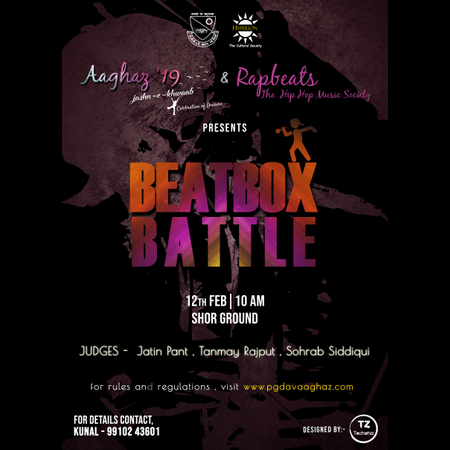 HYPERION
The Cultural Society
Aaghaz '19 & Rapbeats
jashn-e-khwaab
The Hip Hop Music Society
Celebration of Dreams
PRESENTS
BEATBOX
BATTLE
12TH FEB | 10 AM
SHOR GROUND
JUDGES - Jatin Pant , Tanmay Rajput , Sohrab Siddiqui
for rules and regulations , visit www.pgdavaaghaz.com
FOR DETAILS CONTACT,
KUNAL - 99102 43601
DESIGNED BY:-
TZ
Techwhiz